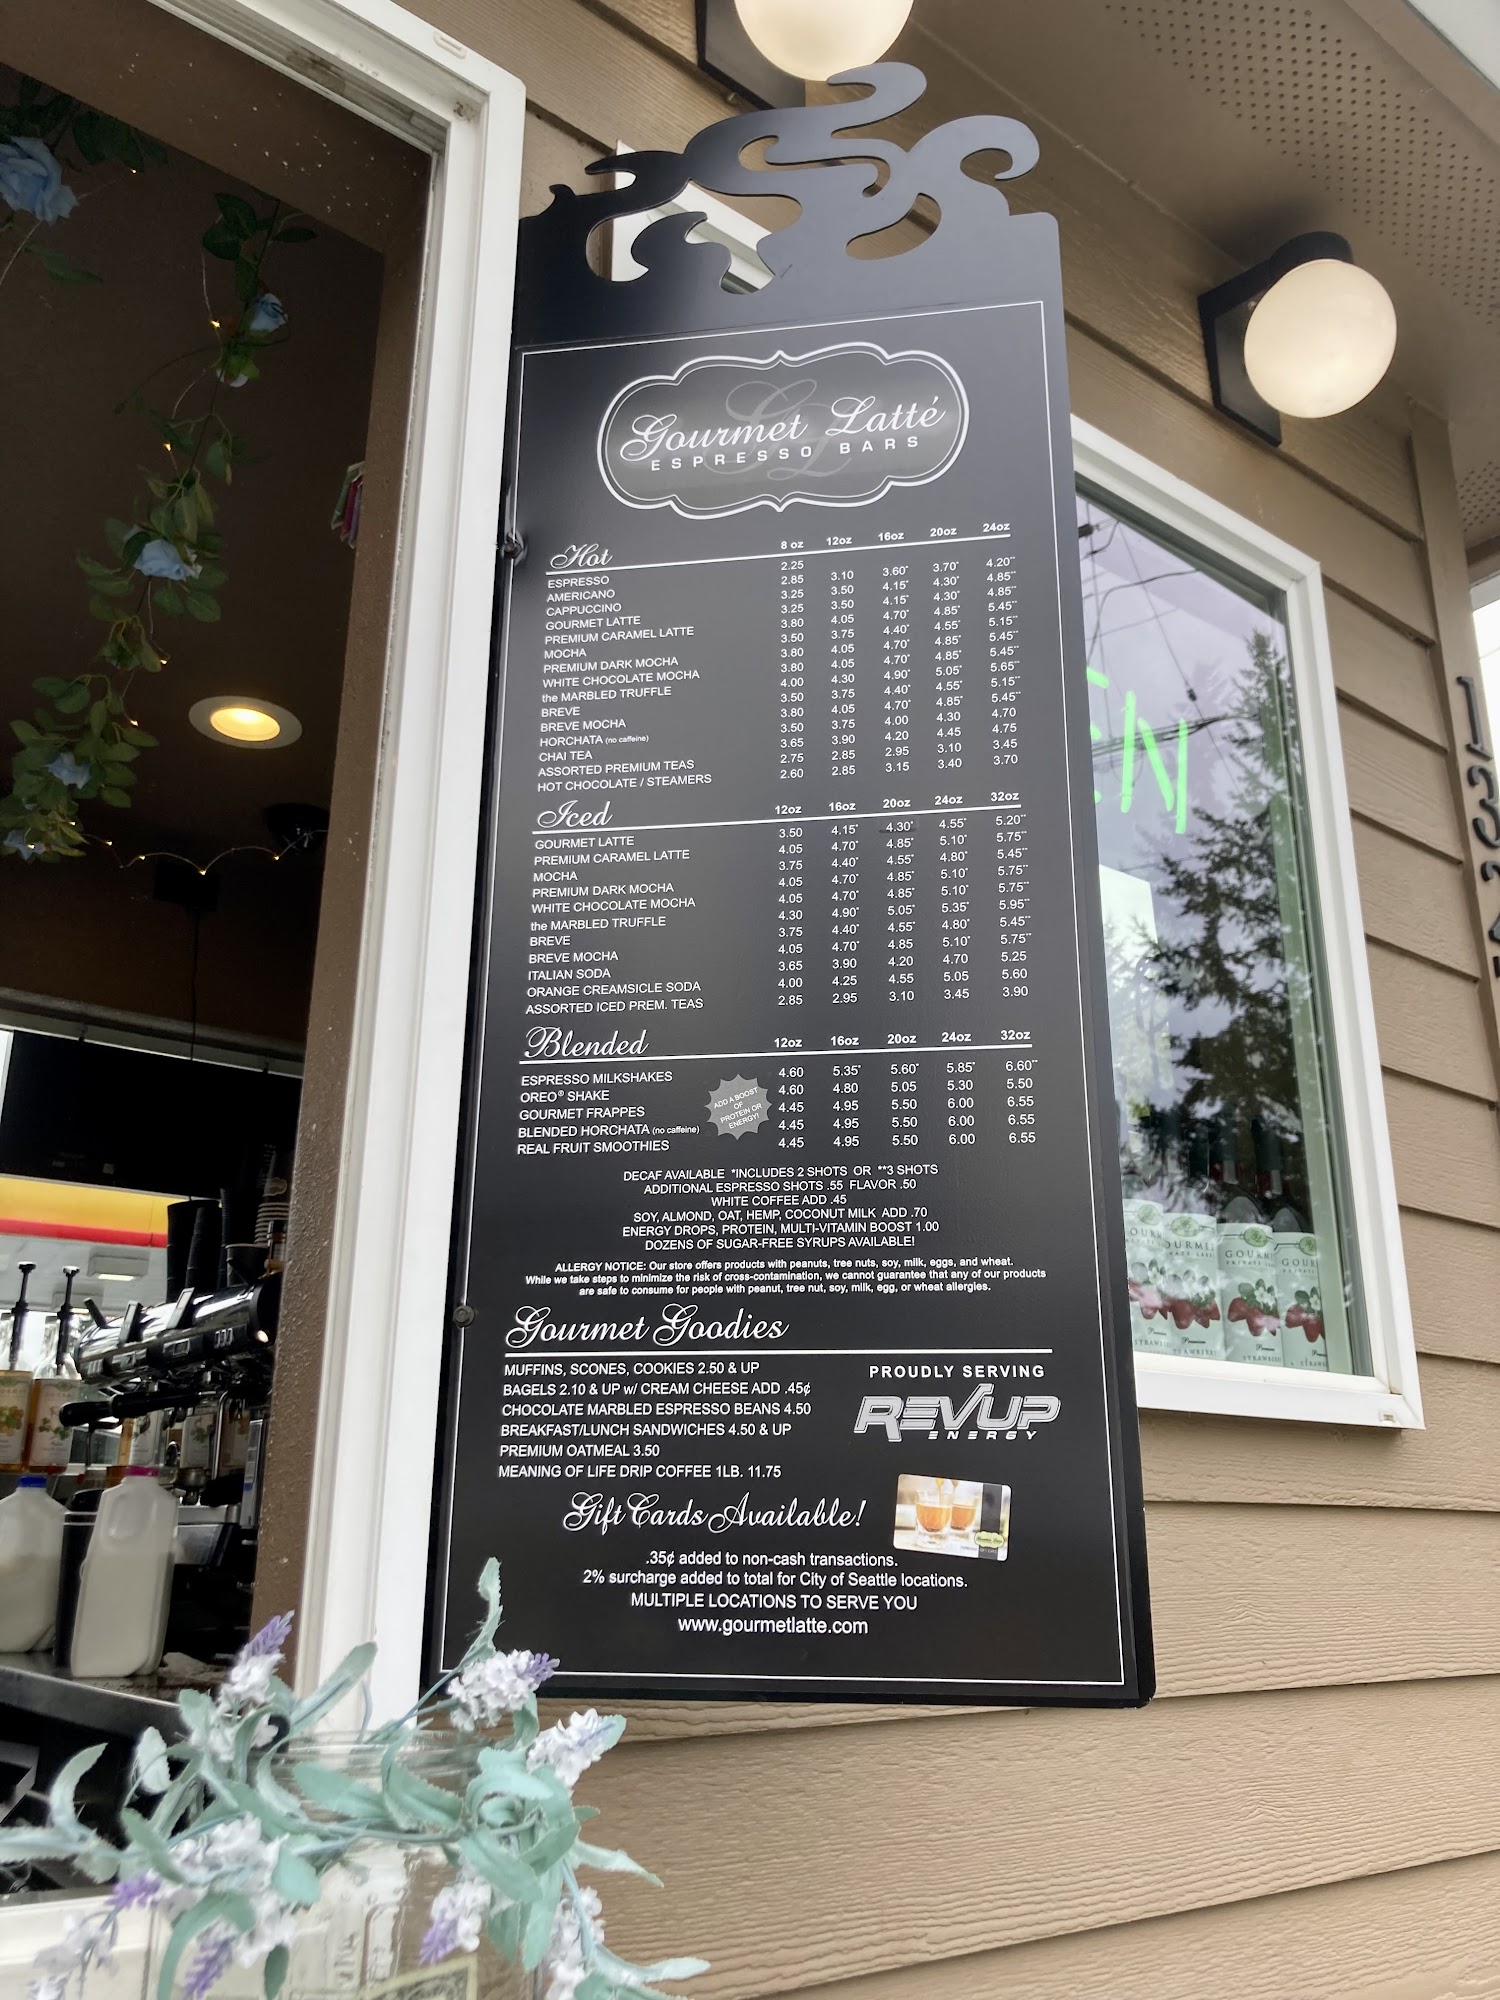 Gourmet Latté
ESPRESSO BARS
Hot 8 oz 12oz 16oz 20oz 24oz
ESPRESSO 2.25
AMERICANO 2.85 3.10 3.60* 3.70* 4.20**
CAPPUCCINO 3.25 3.50 4.15* 4.30* 4.85**
GOURMET LATTE 3.25 3.50 4.15* 4.30* 4.85**
PREMIUM CARAMEL LATTE 3.80 4.05 4.70* 4.85* 5.45**
MOCHA 3.50 3.75 4.40* 4.55* 5.15**
PREMIUM DARK MOCHA 3.80 4.05 4.70* 4.85* 5.45**
WHITE CHOCOLATE MOCHA 3.80 4.05 4.70* 4.85* 5.45**
the MARBLED TRUFFLE 4.00 4.30 4.90* 5.05* 5.65**
BREVE 3.50 3.75 4.40* 4.55* 5.15**
BREVE MOCHA 3.80 4.05 4.70* 4.85* 5.45**
HORCHATA (no caffeine) 3.50 3.75 4.00 4.30 4.70
CHAI TEA 3.65 3.90 4.20 4.45 4.75
ASSORTED PREMIUM TEAS 2.75 2.85 2.95 3.10 3.45
HOT CHOCOLATE / STEAMERS 2.60 2.85 3.15 3.40 3.70
Iced 12oz 16oz 20oz 24oz 32oz
GOURMET LATTE 3.50 4.15* 4.30* 4.55* 5.20**
PREMIUM CARAMEL LATTE 4.05 4.70* 4.85* 5.10* 5.75**
MOCHA 3.75 4.40* 4.55* 4.80* 5.45**
PREMIUM DARK MOCHA 4.05 4.70* 4.85* 5.10* 5.75**
WHITE CHOCOLATE MOCHA 4.05 4.70* 4.85* 5.10* 5.75**
the MARBLED TRUFFLE 4.30 4.90* 5.05* 5.35* 5.95**
BREVE 3.75 4.40* 4.55* 4.80* 5.45**
BREVE MOCHA 4.05 4.70* 4.85 5.10* 5.75**
ITALIAN SODA 3.65 3.90 4.20 4.70 5.25
ORANGE CREAMSICLE SODA 4.00 4.25 4.55 5.05 5.60
ASSORTED ICED PREM. TEAS 2.85 2.95 3.10 3.45 3.90
Blended 12oz 16oz 20oz 24oz 32oz
ESPRESSO MILKSHAKES 4.60 5.35* 5.60* 5.85* 6.60**
OREO® SHAKE 4.60 4.80 5.05 5.30 5.50
GOURMET FRAPPES 4.45 4.95 5.50 6.00 6.55
BLENDED HORCHATA (no caffeine) 4.45 4.95 5.50 6.00 6.55
REAL FRUIT SMOOTHIES 4.45 4.95 5.50 6.00 6.55
ADD A BOOST
OF
PROTEIN OR
ENERGY!
DECAF AVAILABLE *INCLUDES 2 SHOTS OR **3 SHOTS
ADDITIONAL ESPRESSO SHOTS .55 FLAVOR .50
WHITE COFFEE ADD .45
SOY, ALMOND, OAT, HEMP, COCONUT MILK ADD .70
ENERGY DROPS, PROTEIN, MULTI-VITAMIN BOOST 1.00
DOZENS OF SUGAR-FREE SYRUPS AVAILABLE!
ALLERGY NOTICE: Our store offers products with peanuts, tree nuts, soy, milk, eggs, and wheat.
While we take steps to minimize the risk of cross-contamination, we cannot guarantee that any of our products
are safe to consume for people with peanut, tree nut, soy, milk, egg, or wheat allergies.
Gourmet Goodies
MUFFINS, SCONES, COOKIES 2.50 & UP
BAGELS 2.10 & UP w/ CREAM CHEESE ADD .45¢
CHOCOLATE MARBLED ESPRESSO BEANS 4.50
BREAKFAST/LUNCH SANDWICHES 4.50 & UP
PREMIUM OATMEAL 3.50
MEANING OF LIFE DRIP COFFEE 1LB. 11.75
PROUDLY SERVING
REVUP
ENERGY
Gift Cards Available!
.35¢ added to non-cash transactions.
2% surcharge added to total for City of Seattle locations.
MULTIPLE LOCATIONS TO SERVE YOU
www.gourmetlatte.com
EN
132